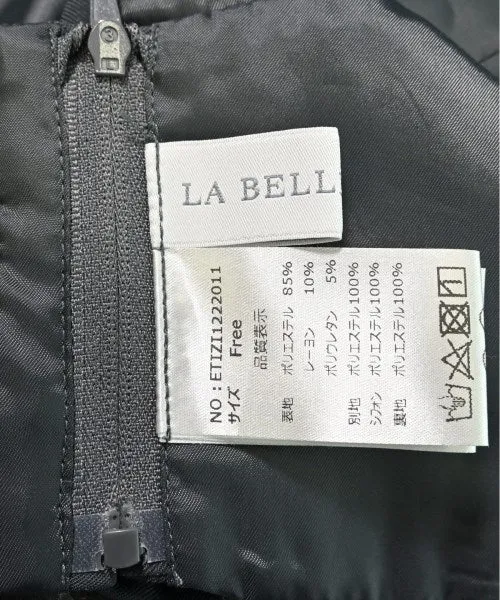 LA BELL
NO : ETIZI1222011
サイズ Free
品質表示
表地 ポリエステル 85%
レーヨン 10%
ポリウレタン 5%
別地 ポリエステル100%
シフォン ポリエステル100%
裏地 ポリエステル100%